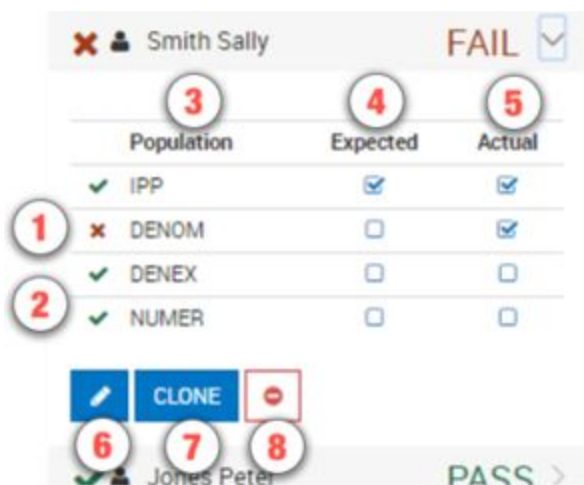 Smith Sally FAIL
3 4 5
Population Expected Actual
IPP
1 DENOM
DENEX
2 NUMER
CLONE
6 7 8
Jones Peter PASS